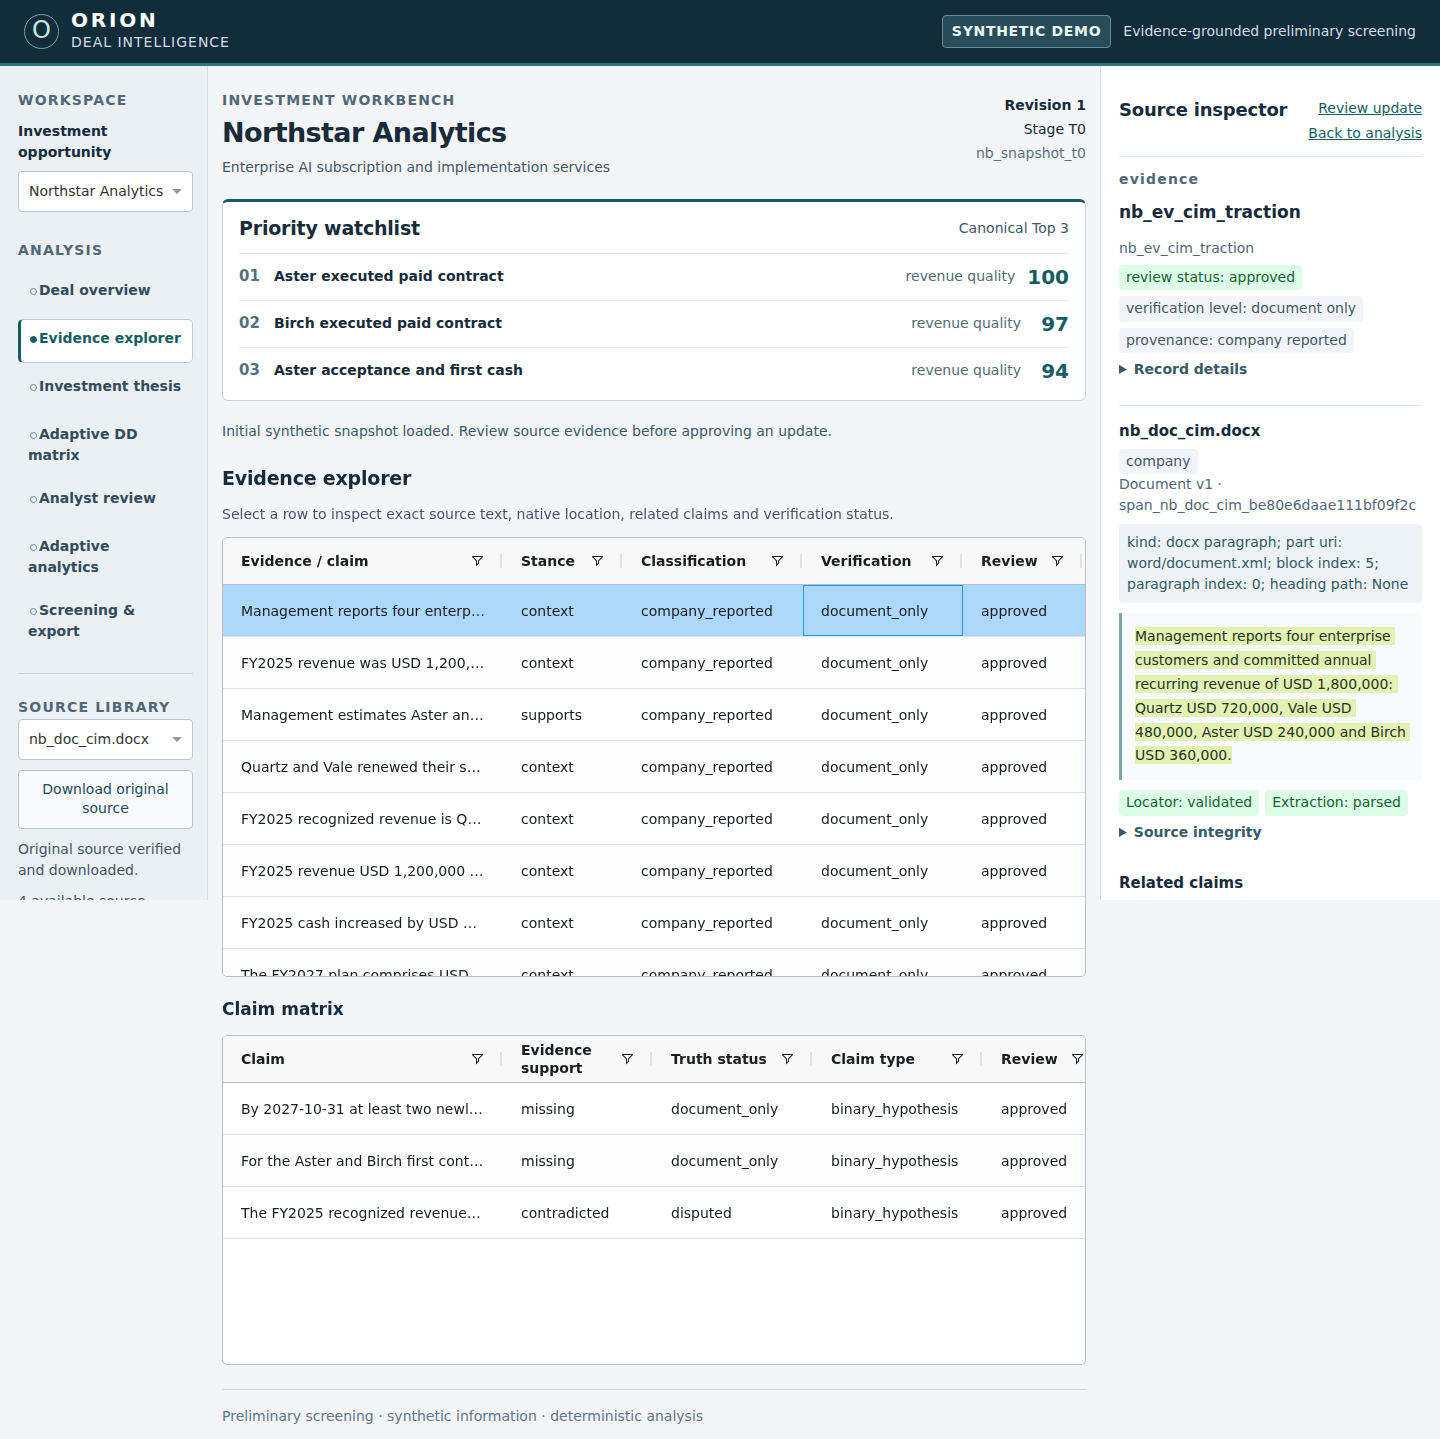 O
ORION
DEAL INTELLIGENCE
SYNTHETIC DEMO
Evidence-grounded preliminary screening
WORKSPACE
Investment
opportunity
Northstar Analytics
ANALYSIS
Deal overview
Evidence explorer
Investment thesis
Adaptive DD
matrix
Analyst review
Adaptive
analytics
Screening &
export
SOURCE LIBRARY
nb_doc_cim.docx
Download original
source
Original source verified
and downloaded.
4 available source
INVESTMENT WORKBENCH
Northstar Analytics
Enterprise AI subscription and implementation services
Revision 1
Stage T0
nb_snapshot_t0
Priority watchlist
Canonical Top 3
01 Aster executed paid contract revenue quality 100
02 Birch executed paid contract revenue quality 97
03 Aster acceptance and first cash revenue quality 94
Initial synthetic snapshot loaded. Review source evidence before approving an update.
Evidence explorer
Select a row to inspect exact source text, native location, related claims and verification status.
Evidence / claim Stance Classification Verification Review
Management reports four enterp... context company_reported document_only approved
FY2025 revenue was USD 1,200,... context company_reported document_only approved
Management estimates Aster an... supports company_reported document_only approved
Quartz and Vale renewed their s... context company_reported document_only approved
FY2025 recognized revenue is Q... context company_reported document_only approved
FY2025 revenue USD 1,200,000 ... context company_reported document_only approved
FY2025 cash increased by USD ... context company_reported document_only approved
The FY2027 plan comprises USD context company_reported document_only approved
Claim matrix
Claim Evidence support Truth status Claim type Review
By 2027-10-31 at least two newl... missing document_only binary_hypothesis approved
For the Aster and Birch first cont... missing document_only binary_hypothesis approved
The FY2025 recognized revenue... contradicted disputed binary_hypothesis approved
Preliminary screening · synthetic information · deterministic analysis
Source inspector
Review update
Back to analysis
evidence
nb_ev_cim_traction
nb_ev_cim_traction
review status: approved
verification level: document only
provenance: company reported
Record details
nb_doc_cim.docx
company
Document v1 ·
span_nb_doc_cim_be80e6daae111bf09f2c
kind: docx paragraph; part uri:
word/document.xml; block index: 5;
paragraph index: 0; heading path: None
Management reports four enterprise
customers and committed annual
recurring revenue of USD 1,800,000:
Quartz USD 720,000, Vale USD
480,000, Aster USD 240,000 and Birch
USD 360,000.
Locator: validated
Extraction: parsed
Source integrity
Related claims